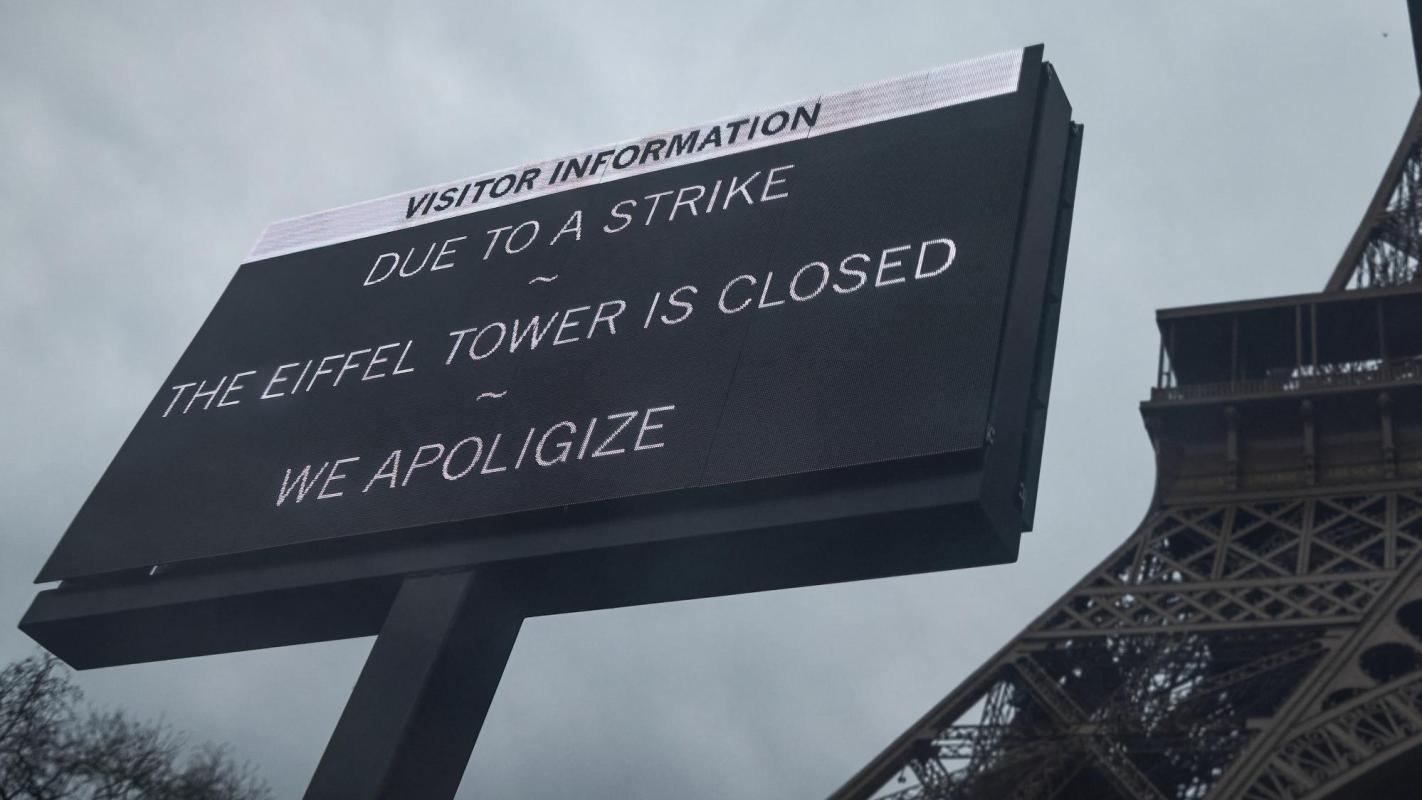 VISITOR INFORMATION
DUE TO A STRIKE
~
THE EIFFEL TOWER IS CLOSED
~
WE APOLIGIZE